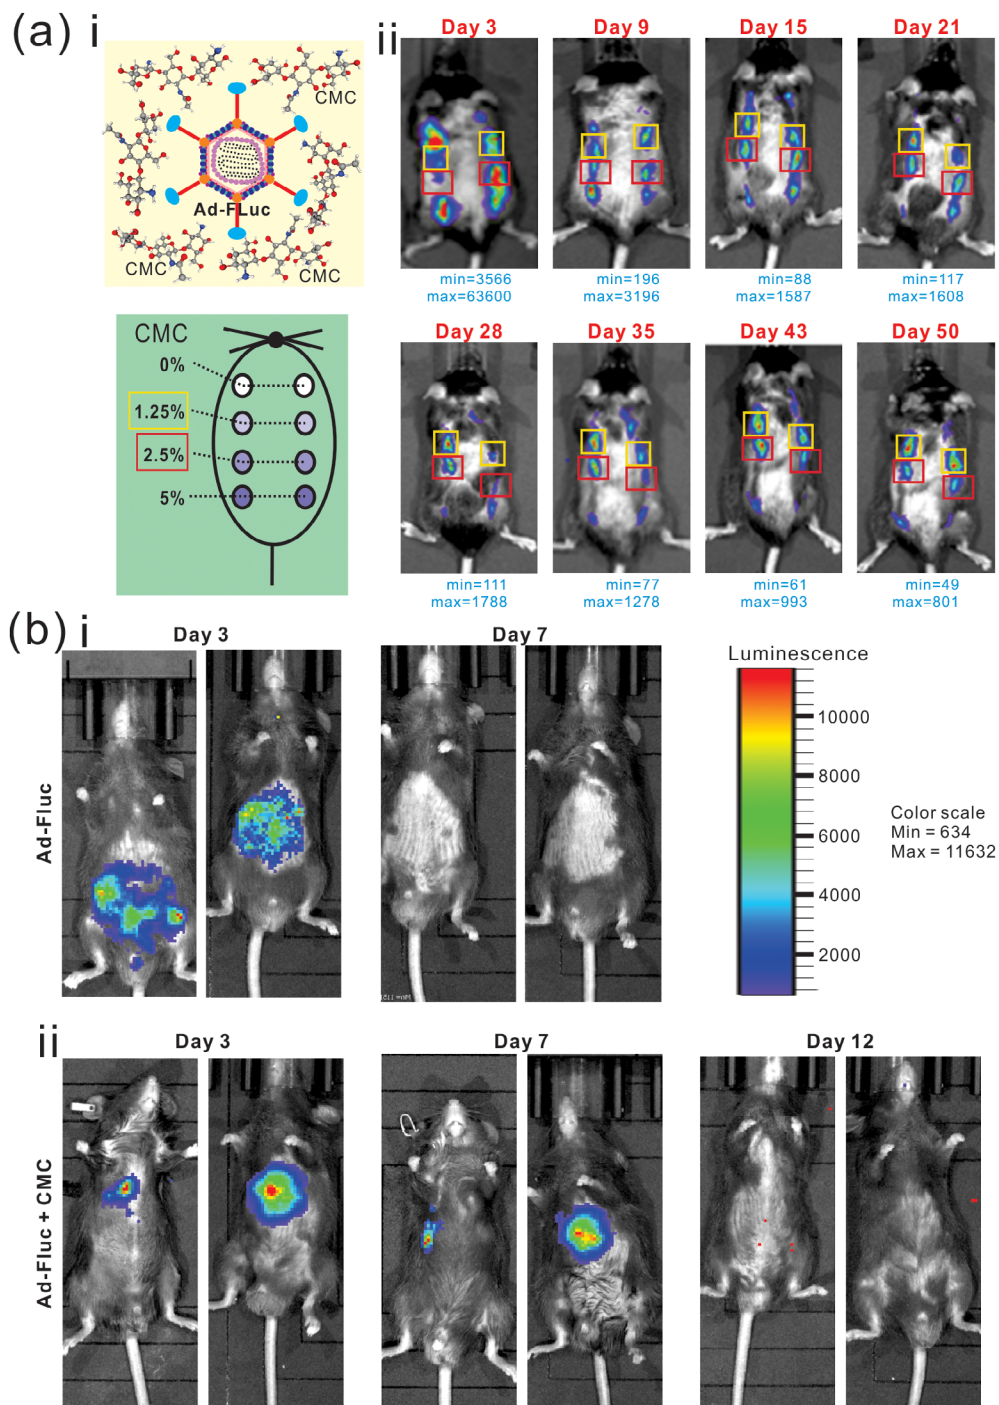 (a) i
CMC
Ad-FLuc
CMC
CMC
CMC
0%
1.25%
2.5%
5%
ii
Day 3
Day 9
Day 15
Day 21
min=3566
max=63600
min=196
max=3196
min=88
max=1587
min=117
max=1608
Day 28
Day 35
Day 43
Day 50
min=111
max=1788
min=77
max=1278
min=61
max=993
min=49
max=801
(b) i
Day 3
Day 7
Ad-Fluc
Luminescence
10000
8000
6000
4000
2000
Color scale
Min = 634
Max = 11632
ii
Day 3
Day 7
Day 12
Ad-Fluc + CMC